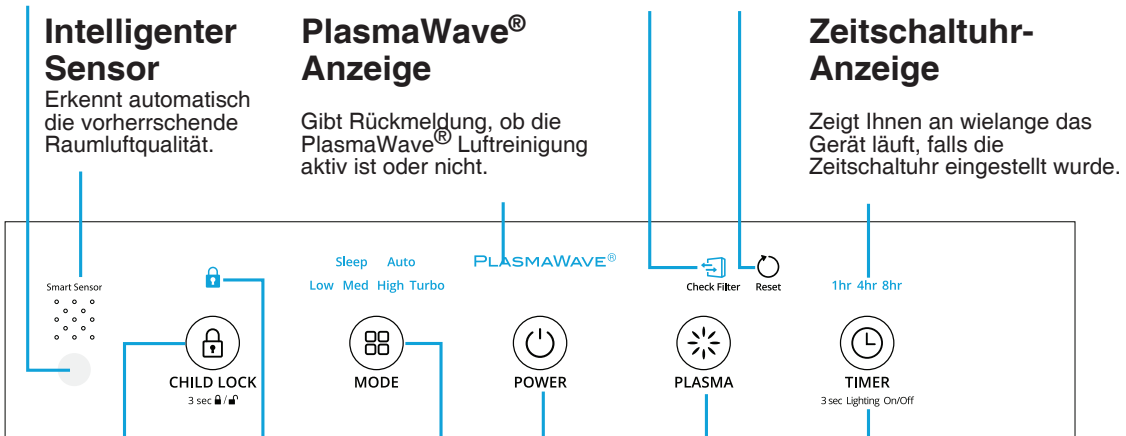 Intelligenter
Sensor
Erkennt automatisch
die vorherrschende
Raumluftqualität.
PlasmaWave®
Anzeige
Gibt Rückmeldung, ob die
PlasmaWave® Luftreinigung
aktiv ist oder nicht.
Zeitschaltuhr-
Anzeige
Zeigt Ihnen an wielange das
Gerät läuft, falls die
Zeitschaltuhr eingestellt wurde.
Smart Sensor
Sleep Auto
Low Med High Turbo
PLASMAWAVE®
Check Filter
Reset
1hr 4hr 8hr
CHILD LOCK
3 sec /
MODE
POWER
PLASMA
TIMER
3 sec Lighting On/Off